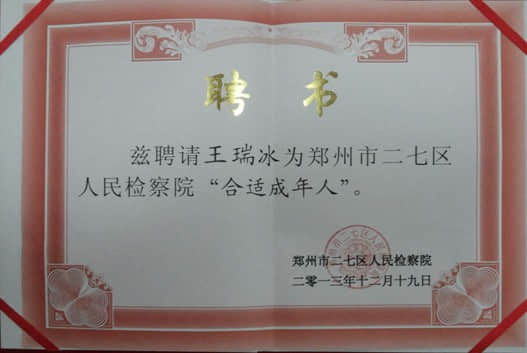 聘 书
兹聘请王瑞冰为郑州市二七区
人民检察院“合适成年人”。
郑州市二七区人民检察院
二零一三年十二月十九日